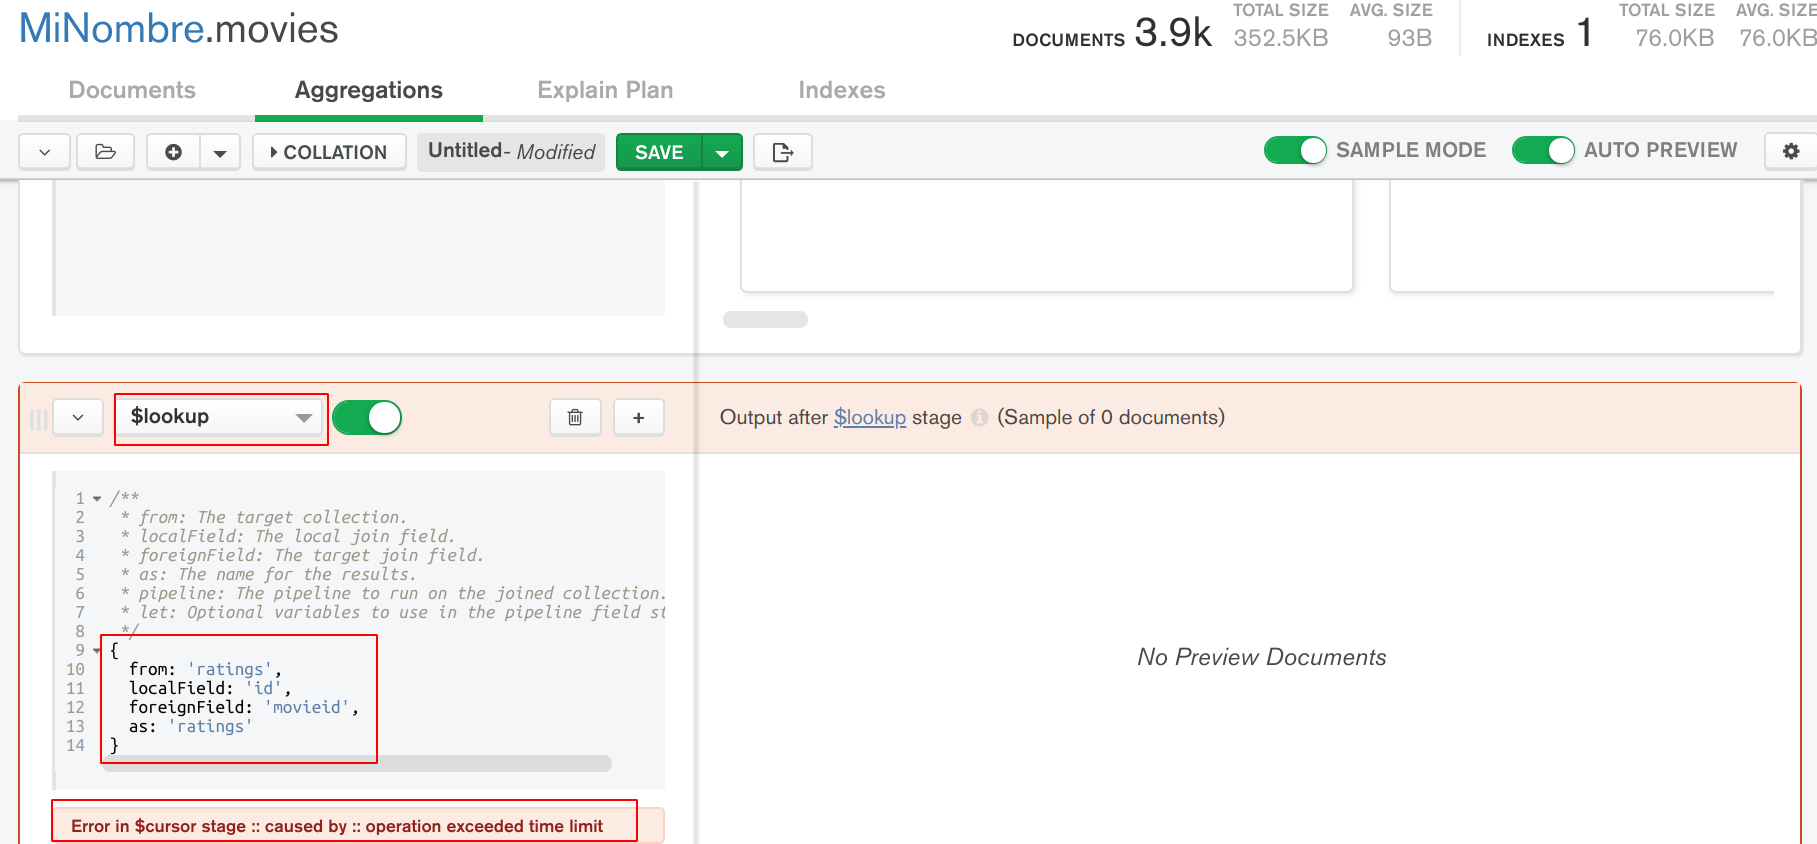 MiNombre.movies
DOCUMENTS 3.9k TOTAL SIZE 352.5KB AVG. SIZE 93B INDEXES 1 TOTAL SIZE 76.0KB AVG. SIZE 76.0KB
Documents Aggregations Explain Plan Indexes
COLLATION Untitled- Modified SAVE SAMPLE MODE AUTO PREVIEW
$lookup
Output after $lookup stage (Sample of 0 documents)
1 /**
2 * from: The target collection.
3 * localField: The local join field.
4 * foreignField: The target join field.
5 * as: The name for the results.
6 * pipeline: The pipeline to run on the joined collection.
7 * let: Optional variables to use in the pipeline field st
8 */
9 {
10 from: 'ratings',
11 localField: 'id',
12 foreignField: 'movieid',
13 as: 'ratings'
14 }
No Preview Documents
Error in $cursor stage :: caused by :: operation exceeded time limit